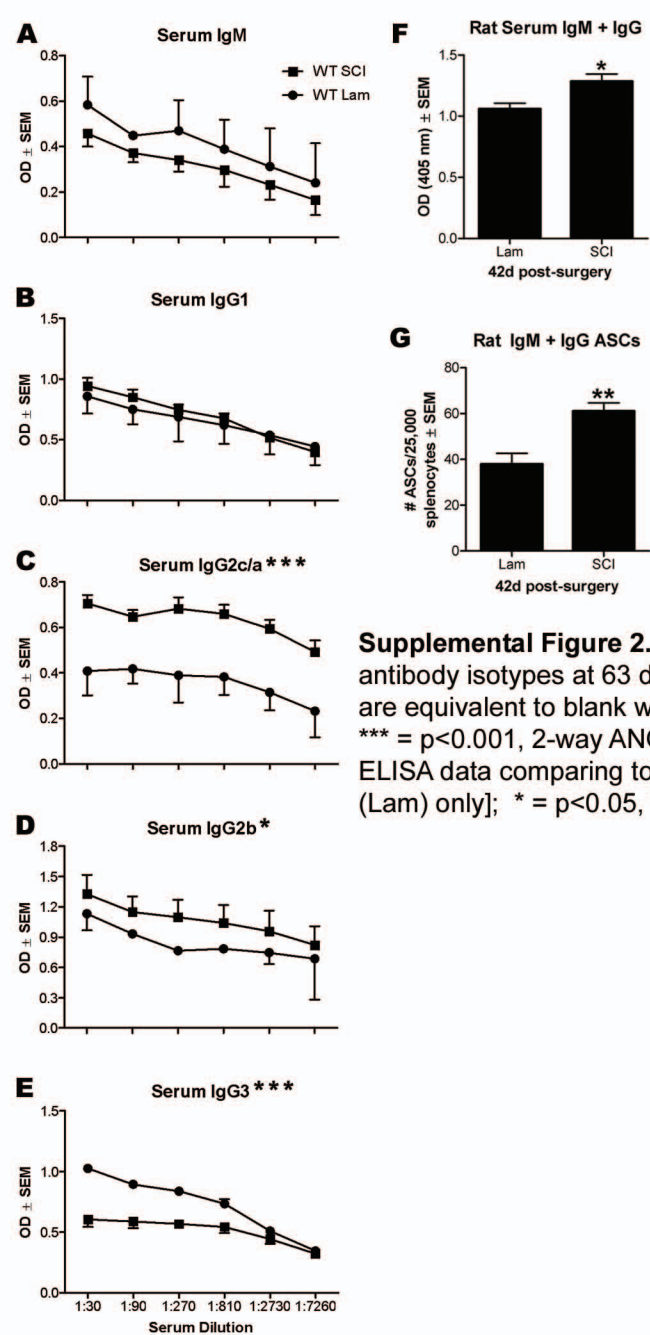 A
Serum IgM
0.8
0.6
0.4
0.2
0.0
OD ± SEM
WT SCI
WT Lam
B
Serum IgG1
1.5
1.0
0.5
0.0
OD ± SEM
C
Serum IgG2c/a ***
0.8
0.6
0.4
0.2
0.0
OD ± SEM
D
Serum IgG2b *
1.8
1.5
1.2
0.9
0.6
0.3
0.0
OD ± SEM
E
Serum IgG3 ***
1.5
1.0
0.5
0.0
OD ± SEM
1:30 1:90 1:270 1:810 1:2730 1:7260
Serum Dilution
F
Rat Serum IgM + IgG
1.5
1.0
0.5
0.0
OD (405 nm) ± SEM
*
Lam SCI
42d post-surgery
G
Rat IgM + IgG ASCs
80
60
40
20
0
# ASCs/25,000
splenocytes ± SEM
**
Lam SCI
42d post-surgery
Supplemental Figure 2.
antibody isotypes at 63 d
are equivalent to blank w
*** = p<0.001, 2-way ANO
ELISA data comparing to
(Lam) only]; * = p<0.05,